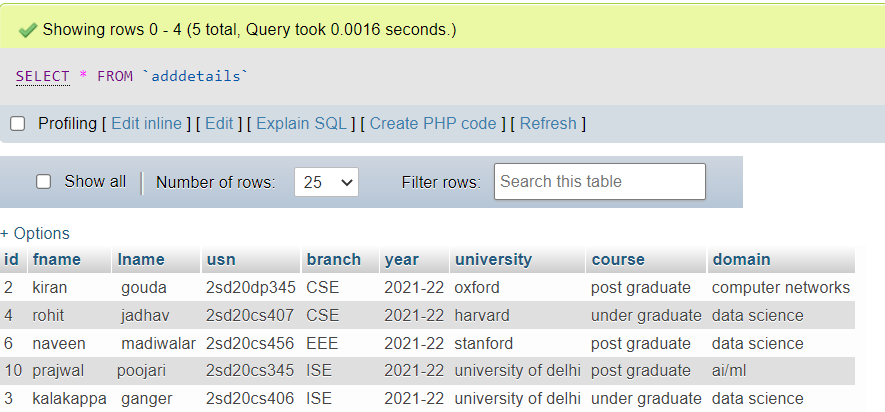 Showing rows 0 - 4 (5 total, Query took 0.0016 seconds.)
SELECT * FROM `adddetails`
Profiling [ Edit inline ] [ Edit ] [ Explain SQL ] [ Create PHP code ] [ Refresh ]
Show all Number of rows: 25 Filter rows: Search this table
+ Options
id fname lname usn branch year university course domain
2 kiran gouda 2sd20dp345 CSE 2021-22 oxford post graduate computer networks
4 rohit jadhav 2sd20cs407 CSE 2021-22 harvard under graduate data science
6 naveen madiwalar 2sd20cs456 EEE 2021-22 stanford post graduate data science
10 prajwal poojari 2sd20cs345 ISE 2021-22 university of delhi post graduate ai/ml
3 kalakappa ganger 2sd20cs406 ISE 2021-22 university of delhi under graduate data science